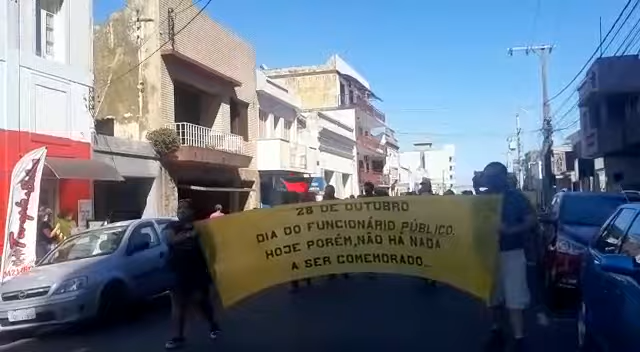 28 DE OUTUBRO
DIA DO FUNCIONÁRIO PÚBLICO.
HOJE PORÉM, NÃO HÁ NADA
A SER COMEMORADO...